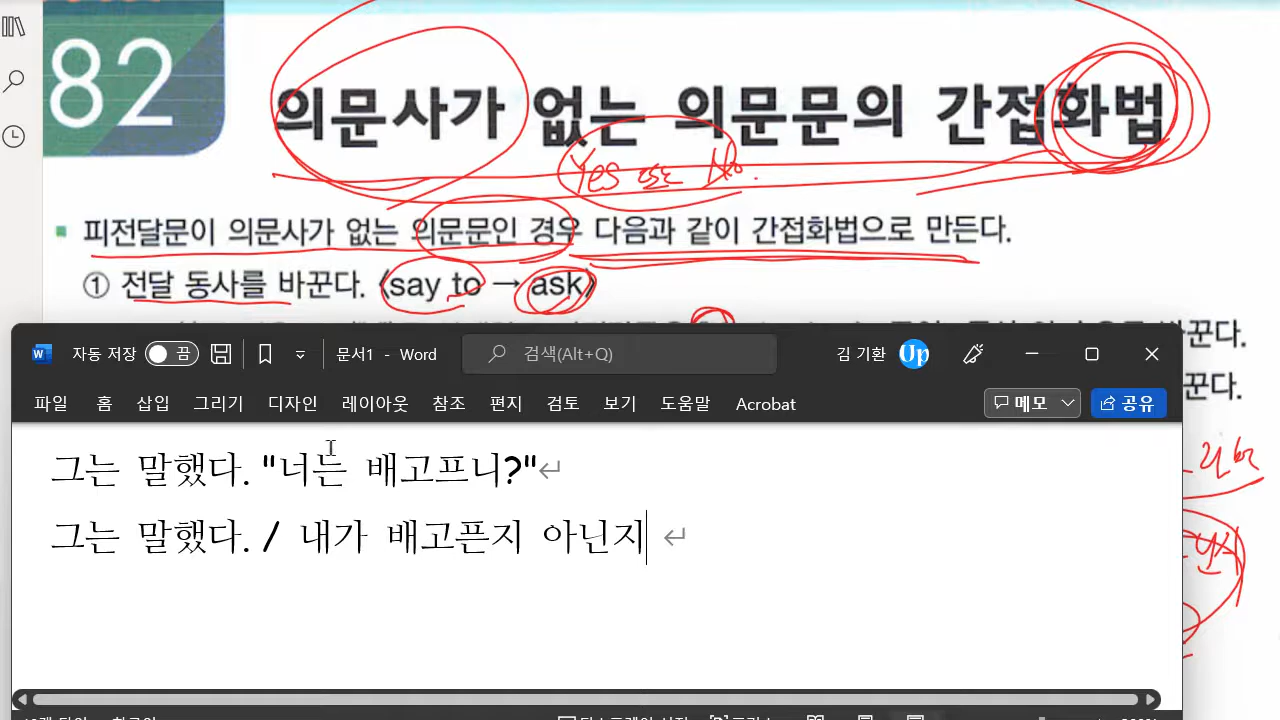 82
의문사가 없는 의문문의 간접화법
Yes or No.
피전달문이 의문사가 없는 의문문인 경우 다음과 같이 간접화법으로 만든다.
① 전달 동사를 바꾼다. (say to → ask)
꾼다.
꾼다.
자동 저장 끔 문서1 - Word 검색(Alt+Q) 김 기환 Up
파일 홈 삽입 그리기 디자인 레이아웃 참조 편지 검토 보기 도움말 Acrobat 메모 공유
그는 말했다. "너는 배고프니?"↵
그는 말했다. / 내가 배고픈지 아닌지 ↵